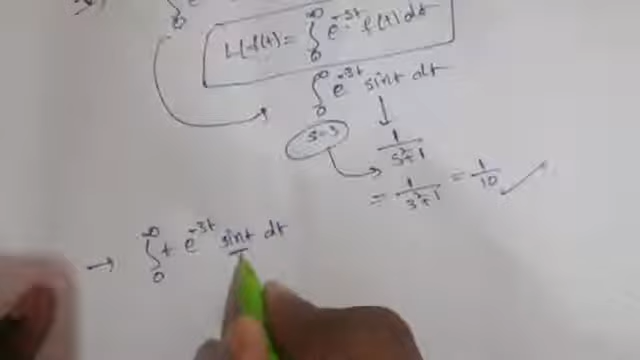 ∫₀^∞ e
L(f(t)) = ∫₀^∞ e^-st f(t) dt
∫₀^∞ e^-3t sint dt
s=3
1/(s²+1)
= 1/(3²+1) = 1/10 ✓
→ ∫₀^∞ t e^-3t sint dt